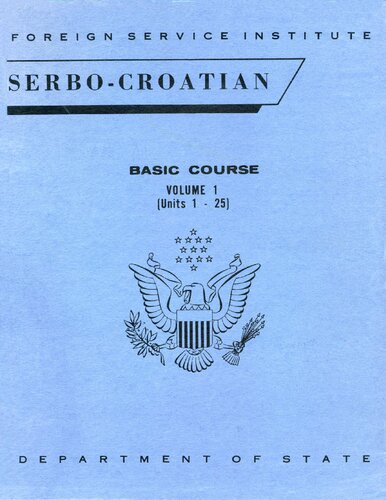 FOREIGN SERVICE INSTITUTE
SERBO-CROATIAN
BASIC COURSE
VOLUME 1
(Units 1 - 25)
DEPARTMENT OF STATE